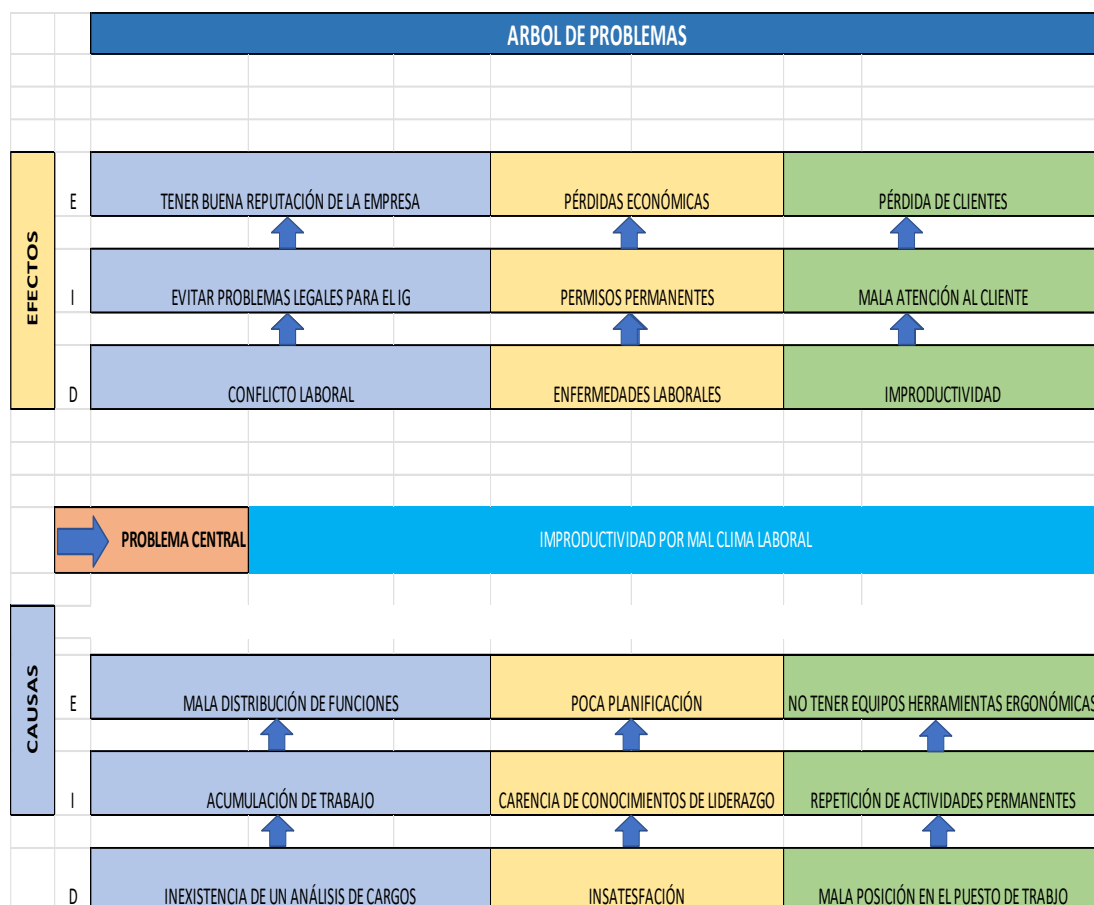 ARBOL DE PROBLEMAS
EFECTOS
E
TENER BUENA REPUTACIÓN DE LA EMPRESA
PÉRDIDAS ECONÓMICAS
PÉRDIDA DE CLIENTES
I
EVITAR PROBLEMAS LEGALES PARA EL IG
PERMISOS PERMANENTES
MALA ATENCIÓN AL CLIENTE
D
CONFLICTO LABORAL
ENFERMEDADES LABORALES
IMPRODUCTIVIDAD
PROBLEMA CENTRAL
IMPRODUCTIVIDAD POR MAL CLIMA LABORAL
CAUSAS
E
MALA DISTRIBUCIÓN DE FUNCIONES
POCA PLANIFICACIÓN
NO TENER EQUIPOS HERRAMIENTAS ERGONÓMICAS
I
ACUMULACIÓN DE TRABAJO
CARENCIA DE CONOCIMIENTOS DE LIDERAZGO
REPETICIÓN DE ACTIVIDADES PERMANENTES
D
INEXISTENCIA DE UN ANÁLISIS DE CARGOS
INSATESFACIÓN
MALA POSICIÓN EN EL PUESTO DE TRABJO